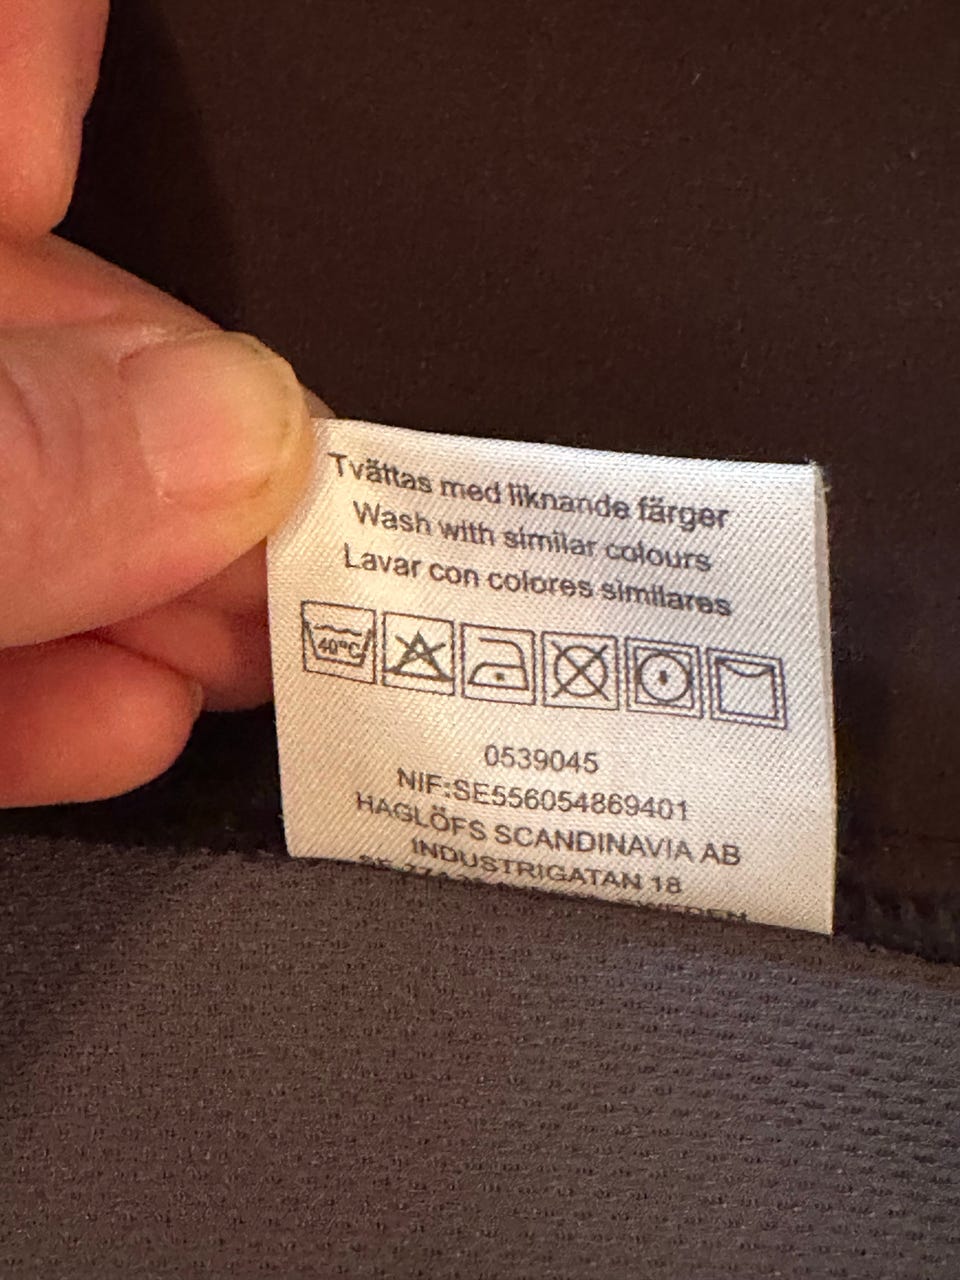 Tvättas med liknande färger
Wash with similar colours
Lavar con colores similares
40°C
0539045
NIF:SE556054869401
HAGLÖFS SCANDINAVIA AB
INDUSTRIGATAN 18
SWEDEN